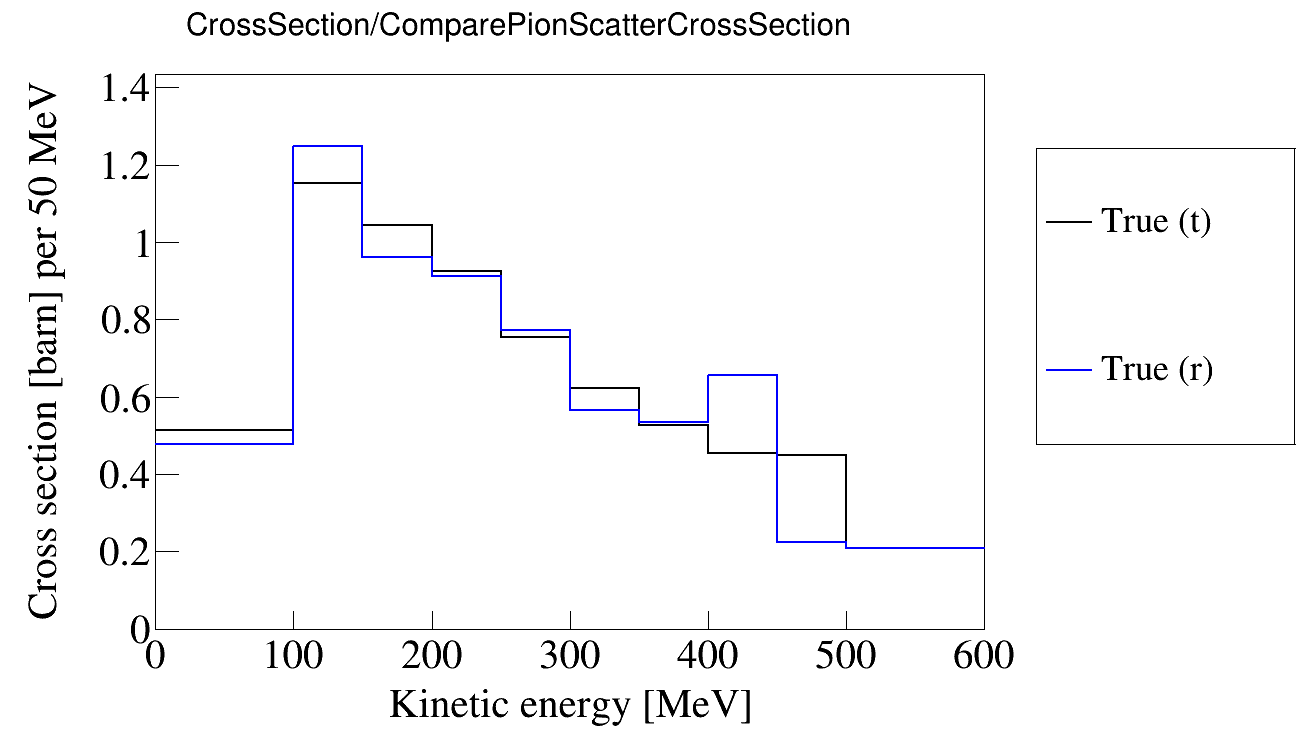 CrossSection/ComparePionScatterCrossSection
Cross section [barn] per 50 MeV
1.4
1.2
1
0.8
0.6
0.4
0.2
0
0 100 200 300 400 500 600
Kinetic energy [MeV]
True (t)
True (r)